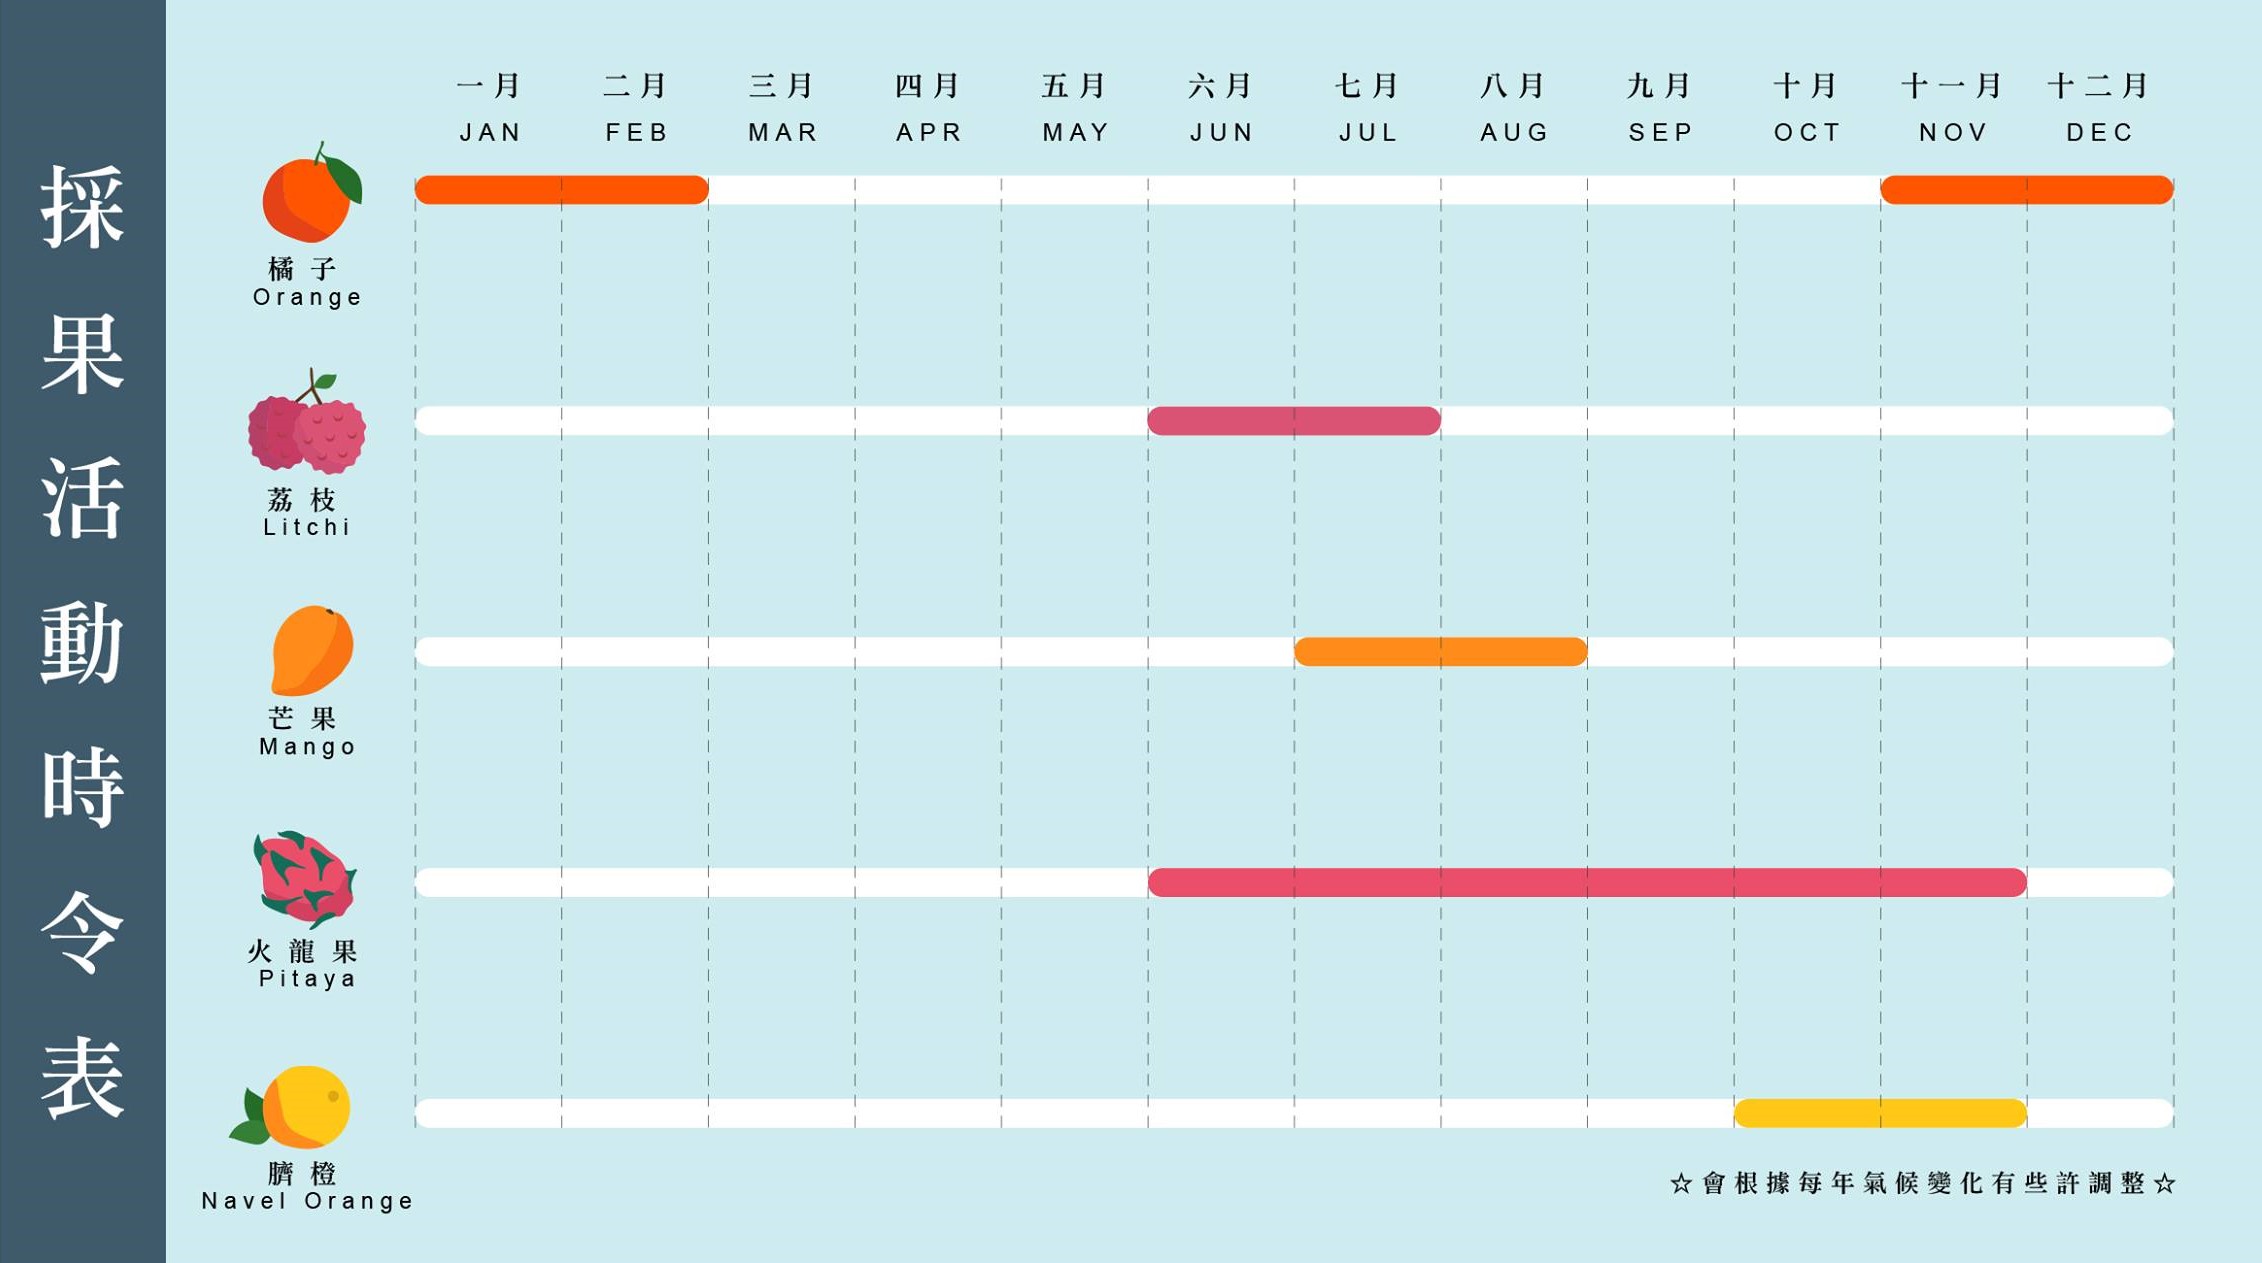 採果活動時令表
一月 二月 三月 四月 五月 六月 七月 八月 九月 十月 十一月 十二月
JAN FEB MAR APR MAY JUN JUL AUG SEP OCT NOV DEC
橘子
Orange
荔枝
Litchi
芒果
Mango
火龍果
Pitaya
臍橙
Navel Orange
☆會根據每年氣候變化有些許調整☆